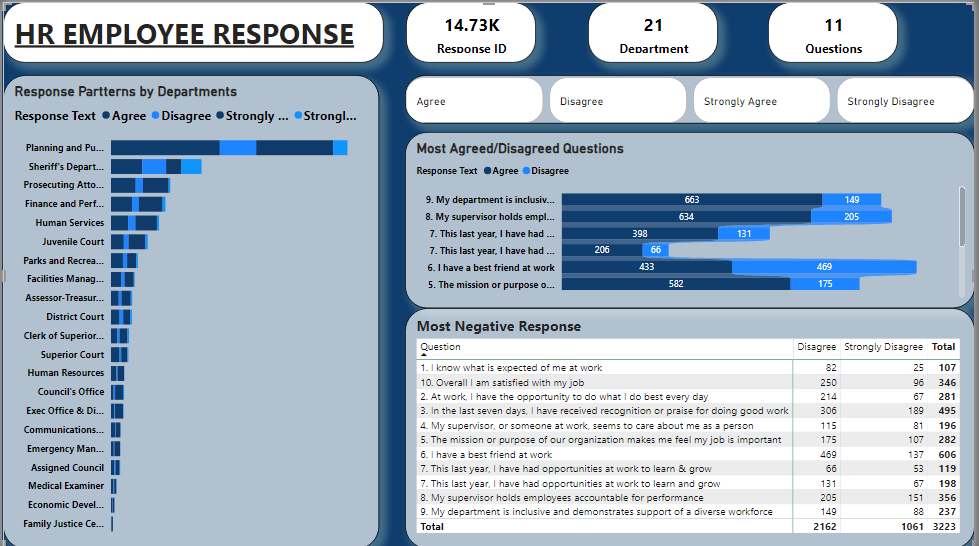 HR EMPLOYEE RESPONSE
14.73K
Response ID
21
Department
11
Questions
Response Partterns by Departments
Response Text Agree Disagree Strongly ... Strongl...
Planning and Pu...
Sheriff's Depart...
Prosecuting Atto...
Finance and Perf...
Human Services
Juvenile Court
Parks and Recrea...
Facilities Manag...
Assessor-Treasur...
District Court
Clerk of Superior...
Superior Court
Human Resources
Council's Office
Exec Office & Di...
Communications...
Emergency Man...
Assigned Council
Medical Examiner
Economic Devel...
Family Justice Ce...
Agree
Disagree
Strongly Agree
Strongly Disagree
Most Agreed/Disagreed Questions
Response Text Agree Disagree
9. My department is inclusiv... 663 149
8. My supervisor holds empl... 634 205
7. This last year, I have had ... 398 131
7. This last year, I have had ... 206 66
6. I have a best friend at work 433 469
5. The mission or purpose o... 582 175
Most Negative Response
Question Disagree Strongly Disagree Total
1. I know what is expected of me at work 82 25 107
10. Overall I am satisfied with my job 250 96 346
2. At work, I have the opportunity to do what I do best every day 214 67 281
3. In the last seven days, I have received recognition or praise for doing good work 306 189 495
4. My supervisor, or someone at work, seems to care about me as a person 115 81 196
5. The mission or purpose of our organization makes me feel my job is important 175 107 282
6. I have a best friend at work 469 137 606
7. This last year, I have had opportunities at work to learn & grow 66 53 119
7. This last year, I have had opportunities at work to learn and grow 131 67 198
8. My supervisor holds employees accountable for performance 205 151 356
9. My department is inclusive and demonstrates support of a diverse workforce 149 88 237
Total 2162 1061 3223